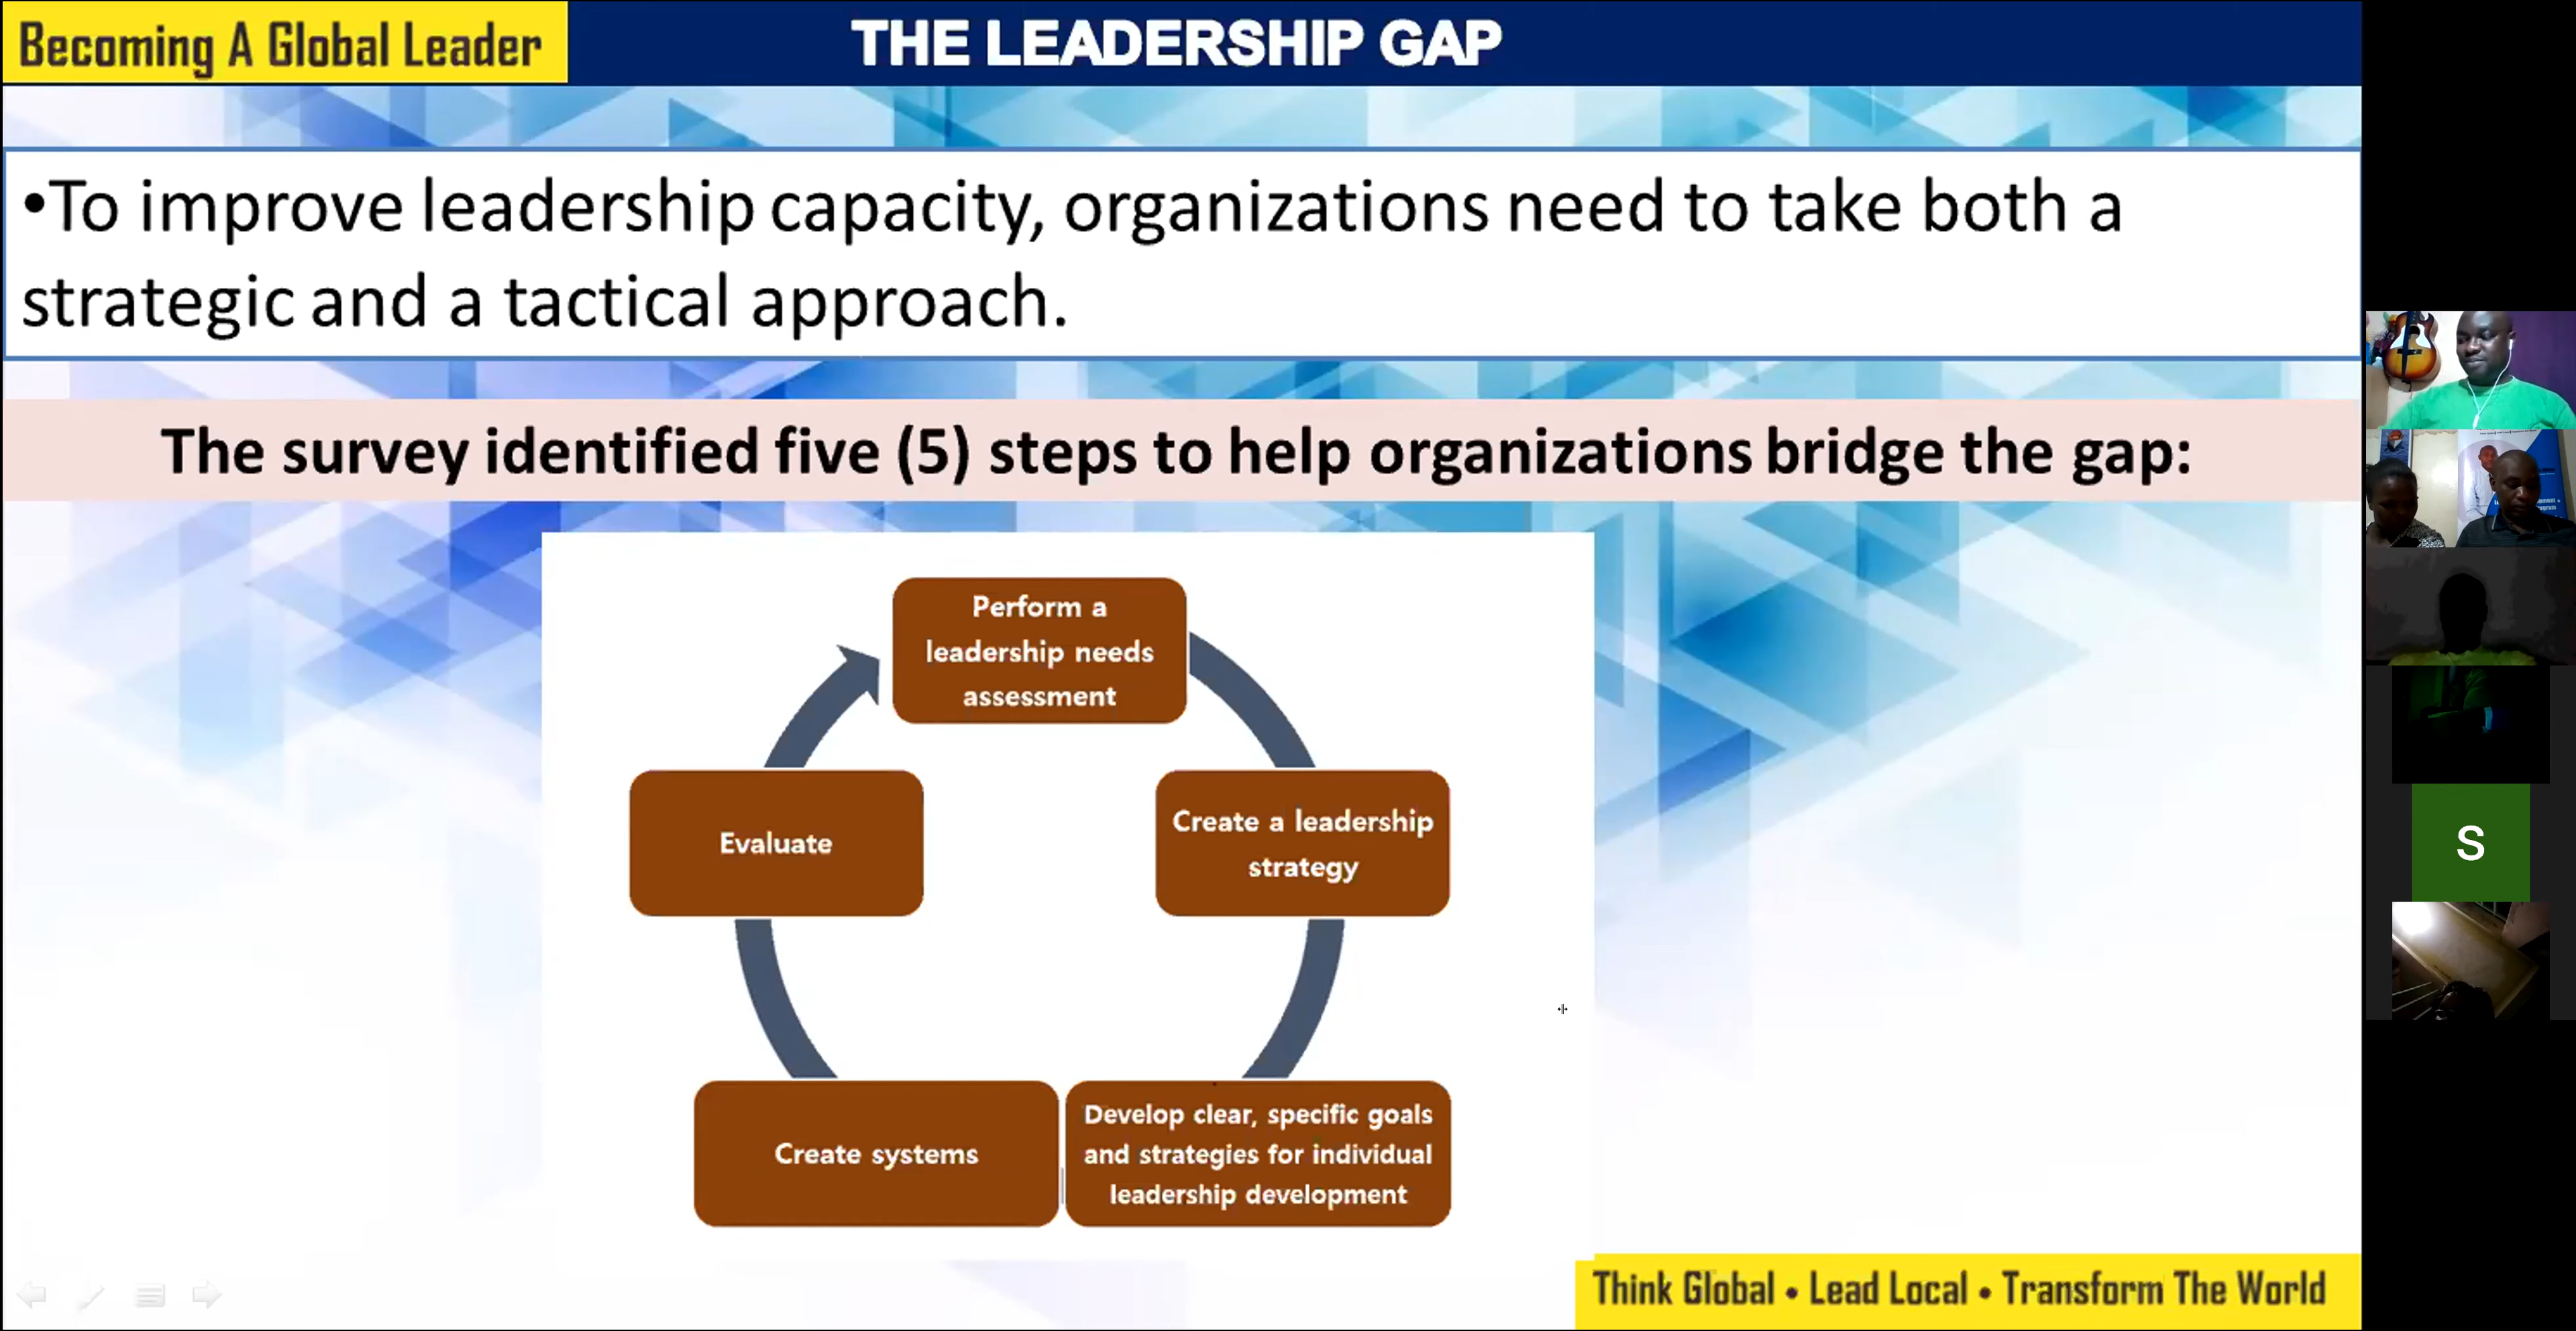 Becoming A Global Leader
THE LEADERSHIP GAP
•To improve leadership capacity, organizations need to take both a
strategic and a tactical approach.
The survey identified five (5) steps to help organizations bridge the gap:
Perform a
leadership needs
assessment
Create a leadership
strategy
Develop clear, specific goals
and strategies for individual
leadership development
Create systems
Evaluate
Think Global • Lead Local • Transform The World
S